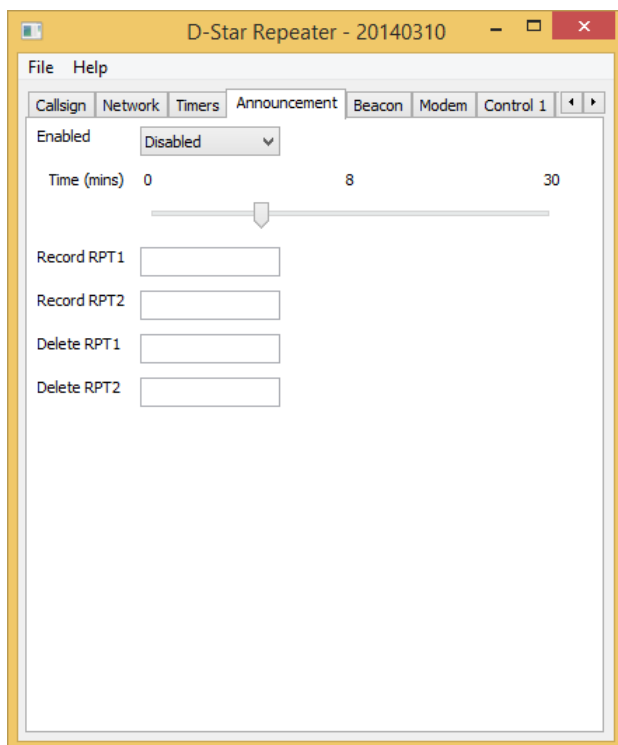 D-Star Repeater - 20140310
File Help
Callsign Network Timers Announcement Beacon Modem Control 1
Enabled Disabled
Time (mins) 0 8 30
Record RPT1
Record RPT2
Delete RPT1
Delete RPT2